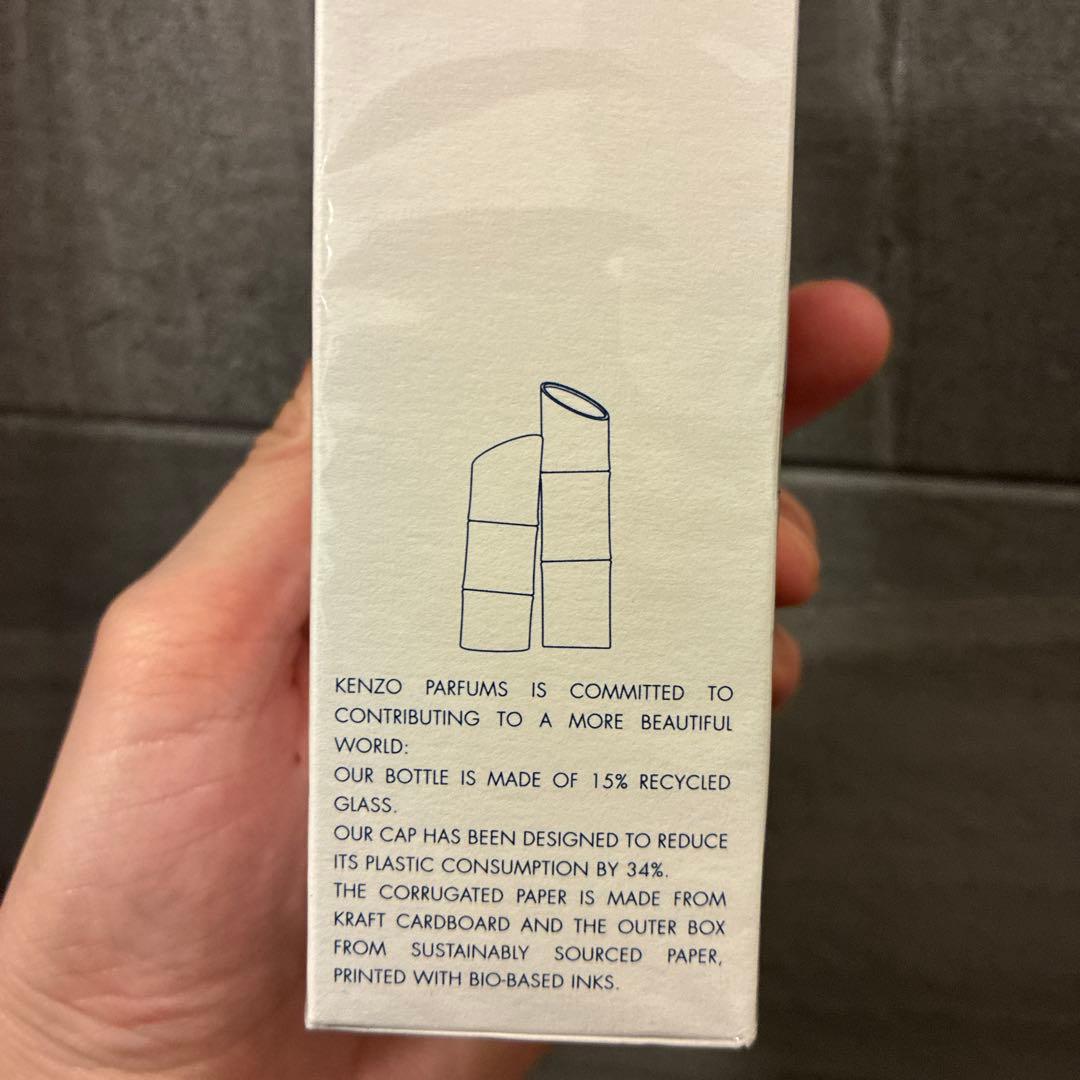 KENZO PARFUMS IS COMMITTED TO
CONTRIBUTING TO A MORE BEAUTIFUL
WORLD:
OUR BOTTLE IS MADE OF 15% RECYCLED
GLASS.
OUR CAP HAS BEEN DESIGNED TO REDUCE
ITS PLASTIC CONSUMPTION BY 34%.
THE CORRUGATED PAPER IS MADE FROM
KRAFT CARDBOARD AND THE OUTER BOX
FROM SUSTAINABLY SOURCED PAPER,
PRINTED WITH BIO-BASED INKS.